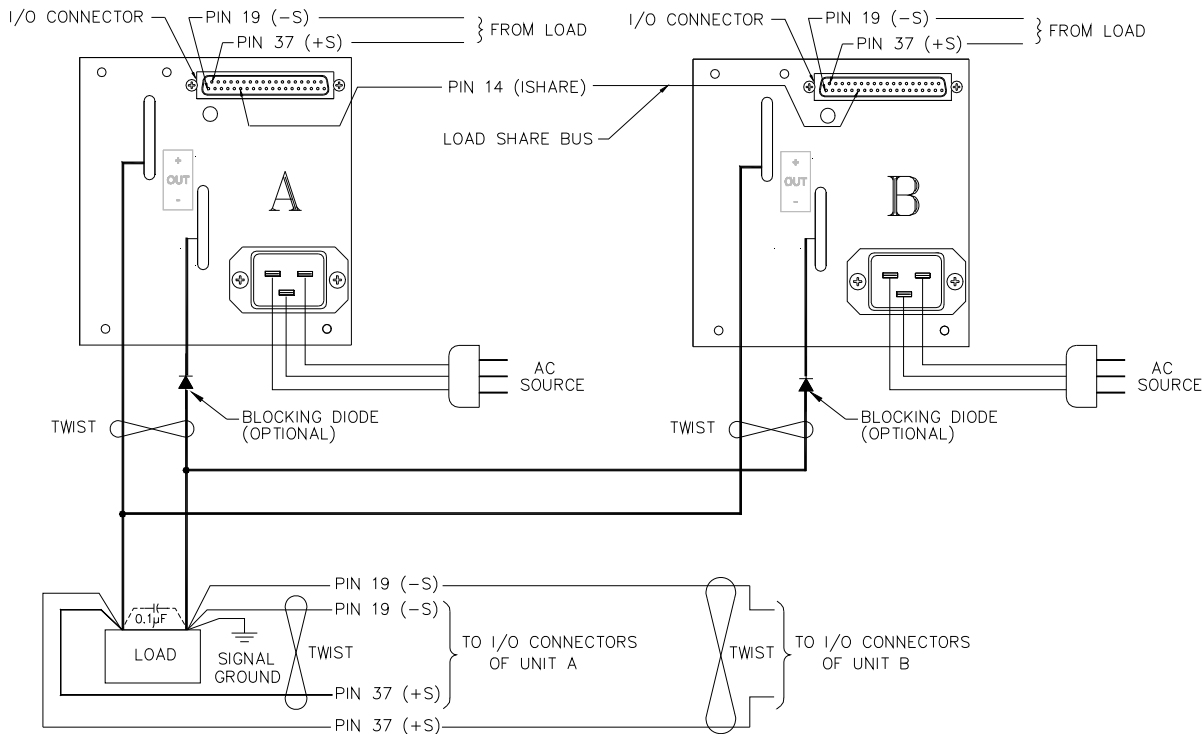 I/O CONNECTOR
PIN 19 (-S)
PIN 37 (+S)
FROM LOAD
I/O CONNECTOR
PIN 19 (-S)
PIN 37 (+S)
FROM LOAD
PIN 14 (ISHARE)
LOAD SHARE BUS
+
OUT
-
A
+
OUT
-
B
AC
SOURCE
AC
SOURCE
BLOCKING DIODE
(OPTIONAL)
BLOCKING DIODE
(OPTIONAL)
TWIST
TWIST
PIN 19 (-S)
PIN 19 (-S)
0.1µF
LOAD
SIGNAL
GROUND
TWIST
TO I/O CONNECTORS
OF UNIT A
TWIST
TO I/O CONNECTORS
OF UNIT B
PIN 37 (+S)
PIN 37 (+S)